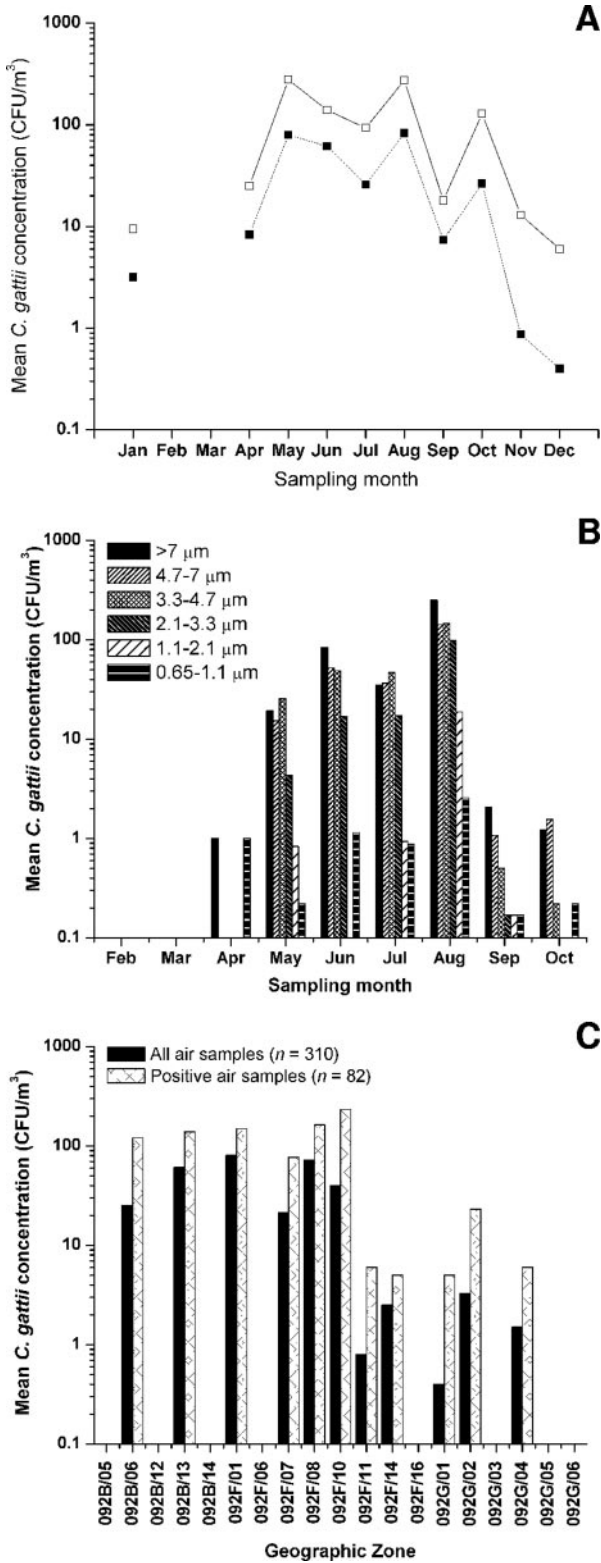 A
Mean C. gattii concentration (CFU/m³)
1000
100
10
1
0.1
Jan Feb Mar Apr May Jun Jul Aug Sep Oct Nov Dec
Sampling month
B
Mean C. gattii concentration (CFU/m³)
1000
100
10
1
0.1
>7 μm
4.7-7 μm
3.3-4.7 μm
2.1-3.3 μm
1.1-2.1 μm
0.65-1.1 μm
Feb Mar Apr May Jun Jul Aug Sep Oct
Sampling month
C
Mean C. gattii concentration (CFU/m³)
1000
100
10
1
0.1
All air samples (n = 310)
Positive air samples (n = 82)
092B/05
092B/06
092B/12
092B/13
092B/14
092F/01
092F/06
092F/07
092F/08
092F/10
092F/11
092F/14
092F/16
092G/01
092G/02
092G/03
092G/04
092G/05
092G/06
Geographic Zone